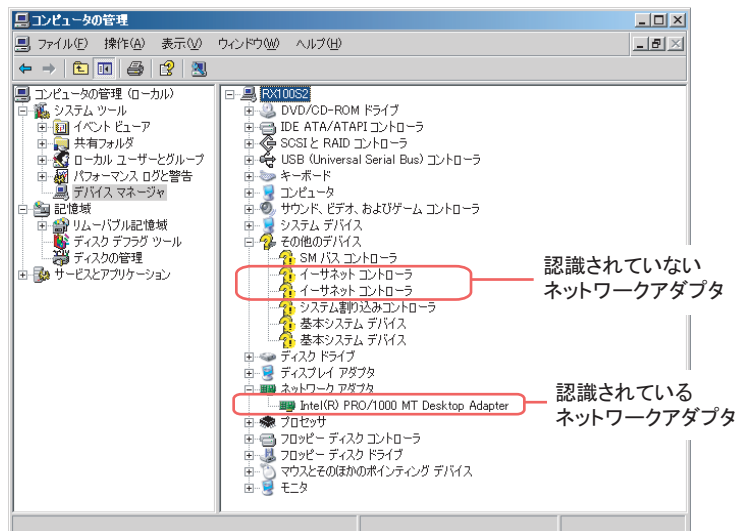 コンピュータの管理
ファイル(F) 操作(A) 表示(V) ウィンドウ(W) ヘルプ(H)
コンピュータの管理 (ローカル)
システム ツール
イベント ビューア
共有フォルダ
ローカル ユーザーとグループ
パフォーマンス ログと警告
デバイス マネージャ
記憶域
リムーバブル記憶域
ディスク デフラグ ツール
ディスクの管理
サービスとアプリケーション
RX100S2
DVD/CD-ROM ドライブ
IDE ATA/ATAPI コントローラ
SCSI と RAID コントローラ
USB (Universal Serial Bus) コントローラ
キーボード
コンピュータ
サウンド、ビデオ、およびゲーム コントローラ
システム デバイス
その他のデバイス
SM バス コントローラ
イーサネット コントローラ
イーサネット コントローラ
システム割り込みコントローラ
基本システム デバイス
基本システム デバイス
ディスク ドライブ
ディスプレイ アダプタ
ネットワーク アダプタ
Intel(R) PRO/1000 MT Desktop Adapter
プロセッサ
フロッピー ディスク コントローラ
フロッピー ディスク ドライブ
マウスとそのほかのポインティング デバイス
モニタ
認識されていない
ネットワークアダプタ
認識されている
ネットワークアダプタ